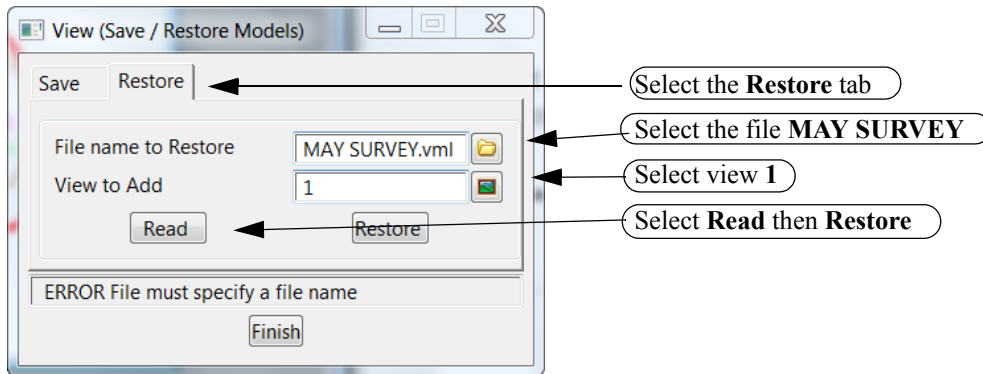 View (Save / Restore Models)
Save Restore
Select the Restore tab
File name to Restore MAY SURVEY.vml
Select the file MAY SURVEY
View to Add 1
Select view 1
Read Restore
Select Read then Restore
ERROR File must specify a file name
Finish